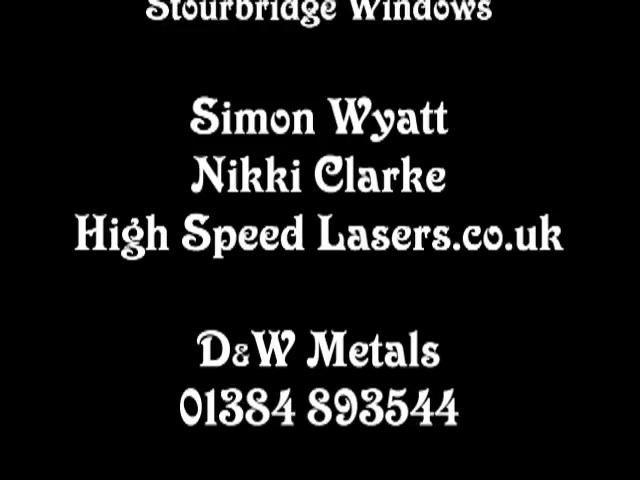 Stourbridge Windows
Simon Wyatt
Nikki Clarke
High Speed Lasers.co.uk
D&W Metals
01384 893544